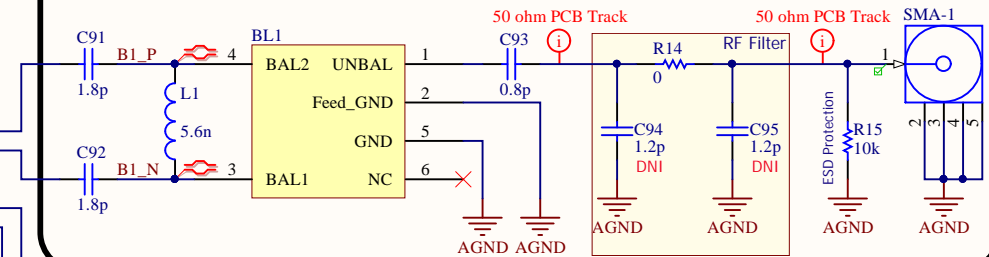 50 ohm PCB Track
50 ohm PCB Track
SMA-1
C91
B1_P
4
BL1
1
C93
R14
RF Filter
1
BAL2
UNBAL
1.8p
L1
0.8p
0
Feed_GND
2
5.6n
C94
1.2p
DNI
C95
1.2p
DNI
ESD Protection
R15
10k
2
3
4
5
GND
5
C92
B1_N
3
BAL1
NC
6
1.8p
AGND
AGND
AGND
AGND
AGND
AGND